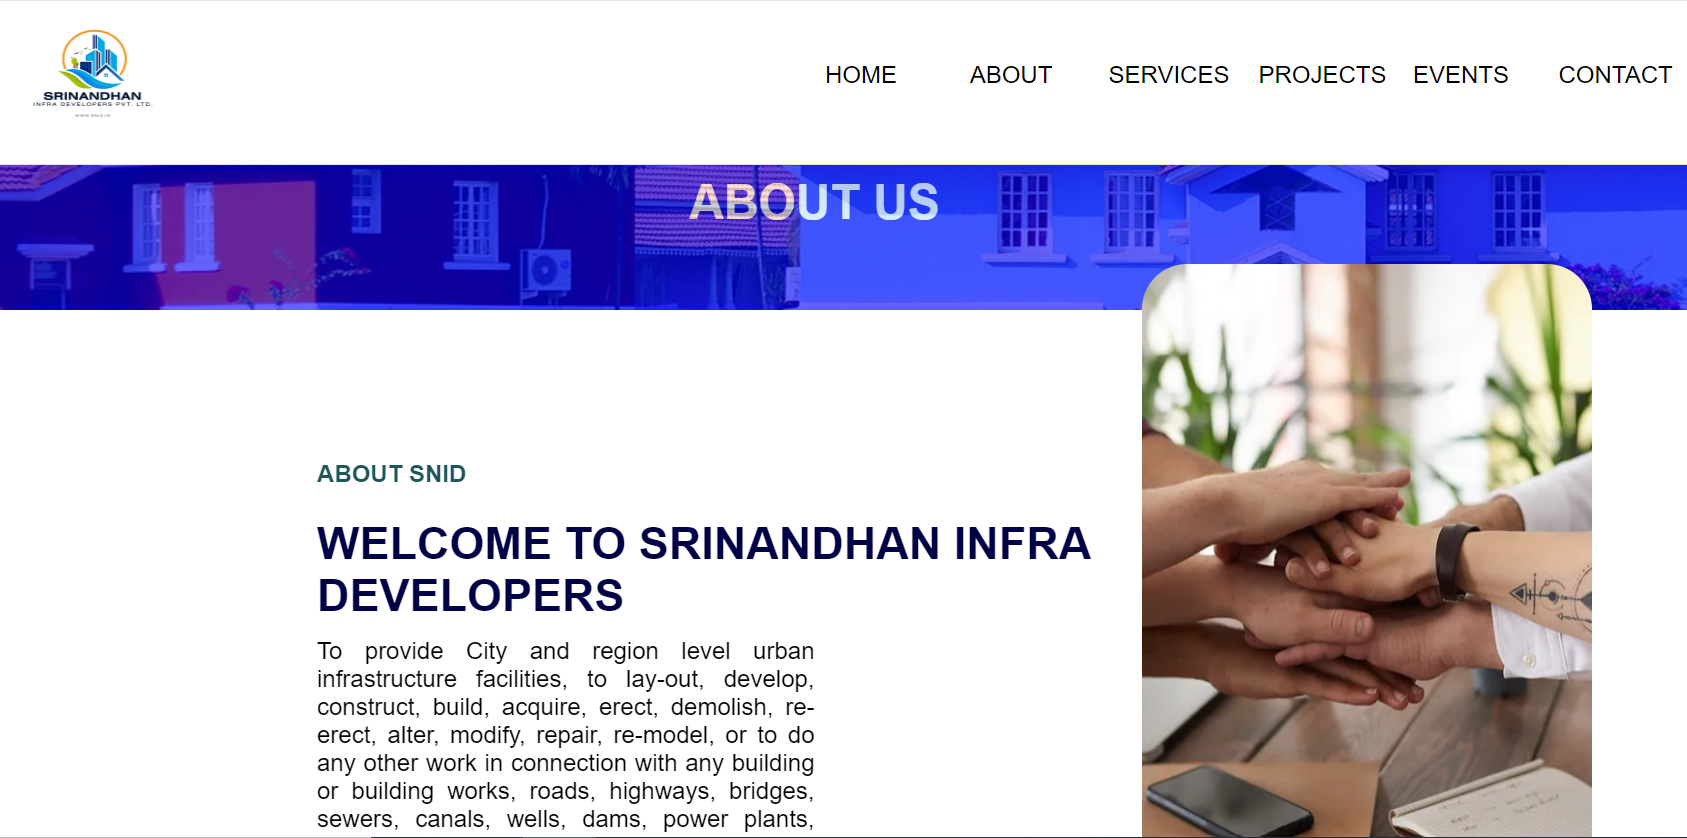 SRINANDHAN
INFRA DEVELOPERS PVT. LTD.
HOME ABOUT SERVICES PROJECTS EVENTS CONTACT
ABOUT US
ABOUT SNID
WELCOME TO SRINANDHAN INFRA
DEVELOPERS
To provide City and region level urban
infrastructure facilities, to lay-out, develop,
construct, build, acquire, erect, demolish, re-
erect, alter, modify, repair, re-model, or to do
any other work in connection with any building
or building works, roads, highways, bridges,
sewers, canals, wells, dams, power plants,